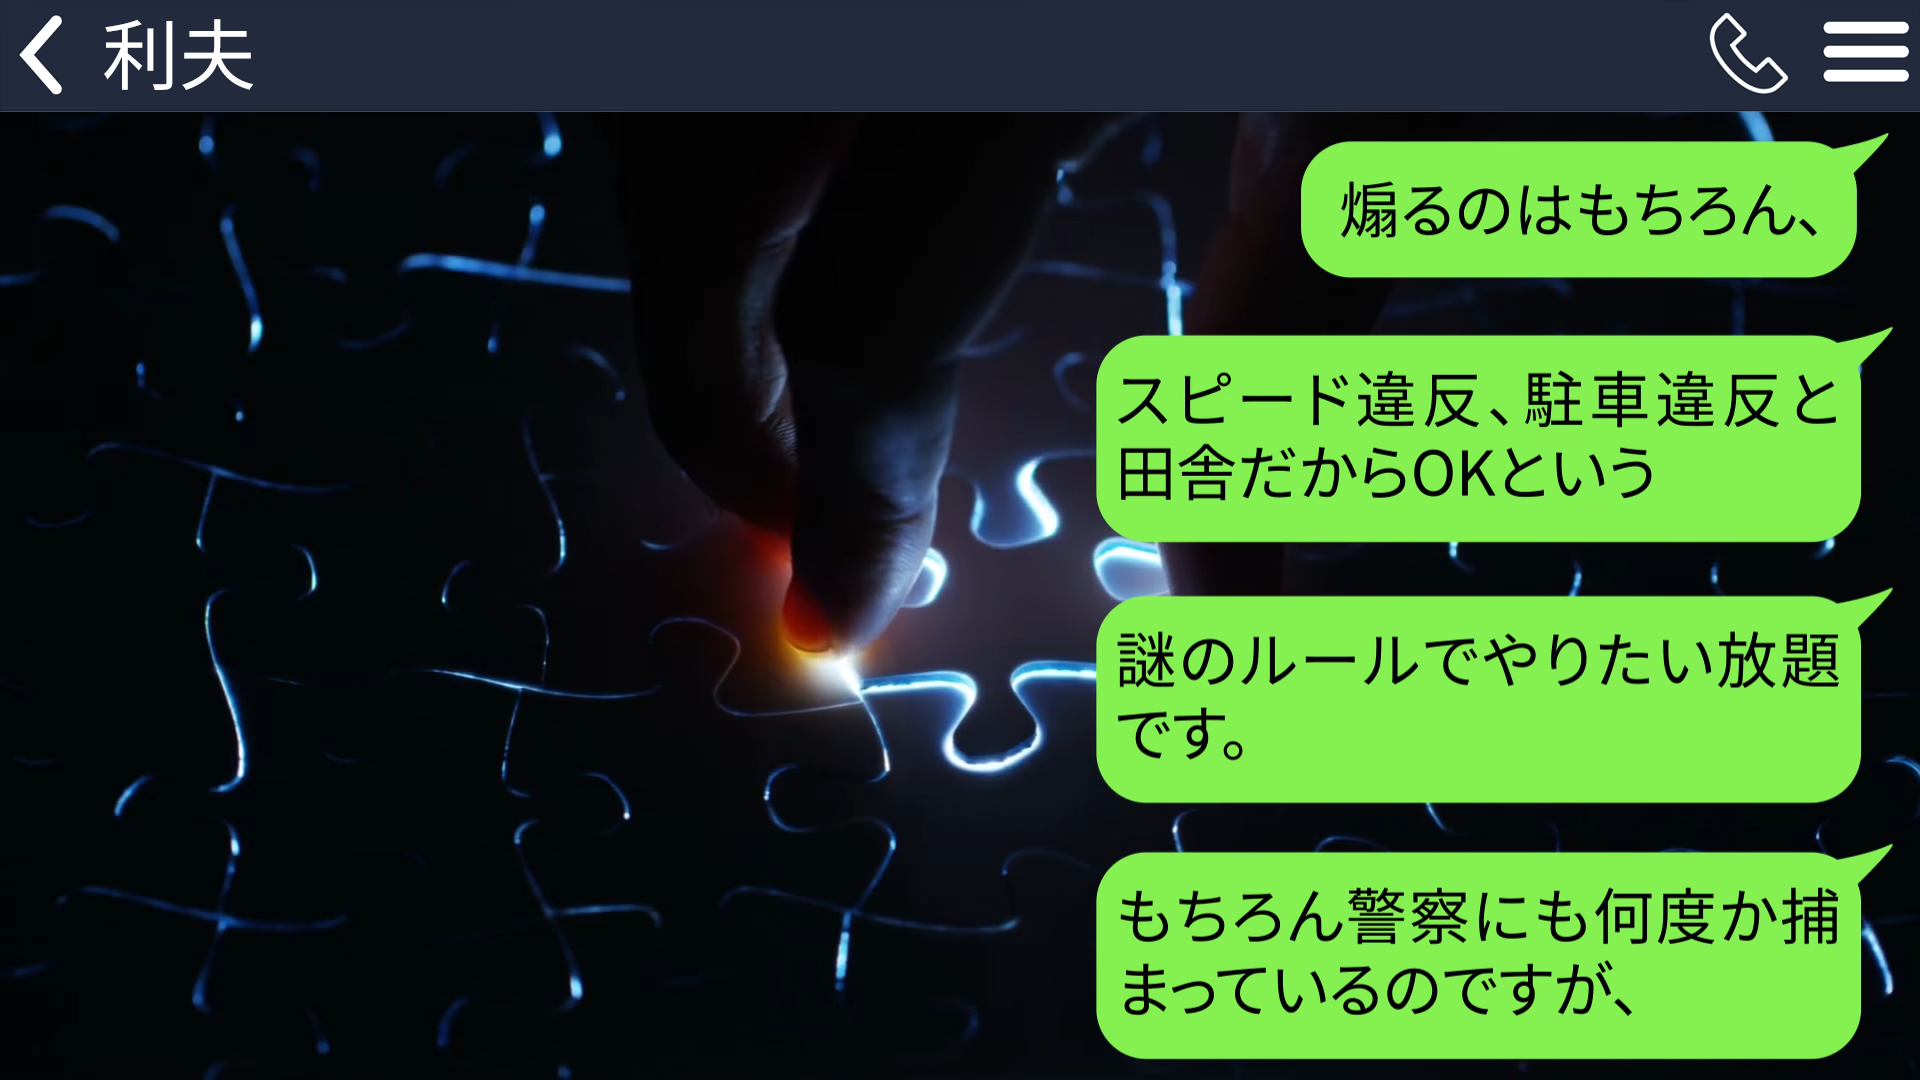 利夫
煽るのはもちろん、
スピード違反、駐車違反と
田舎だからOKという
謎のルールでやりたい放題
です。
もちろん警察にも何度か捕
まっているのですが、